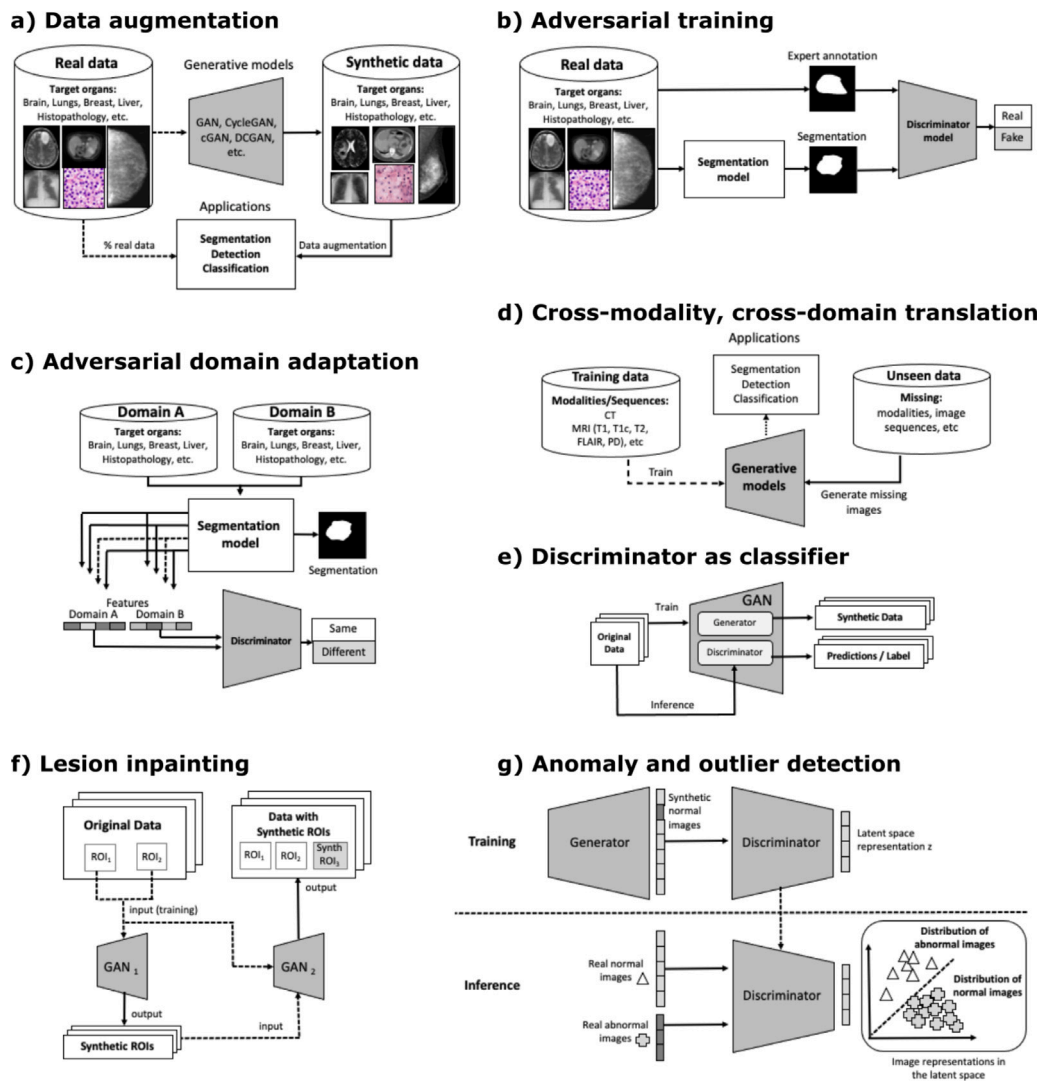 a) Data augmentation
Real data
Target organs:
Brain, Lungs, Breast, Liver,
Histopathology, etc.
Generative models
GAN, CycleGAN,
cGAN, DCGAN,
etc.
Synthetic data
Target organs:
Brain, Lungs, Breast, Liver,
Histopathology, etc.
Applications
% real data
Segmentation
Detection
Classification
Data augmentation
b) Adversarial training
Real data
Target organs:
Brain, Lungs, Breast, Liver,
Histopathology, etc.
Expert annotation
Segmentation
model
Segmentation
Discriminator
model
Real
Fake
c) Adversarial domain adaptation
Domain A
Target organs:
Brain, Lungs, Breast, Liver,
Histopathology, etc.
Domain B
Target organs:
Brain, Lungs, Breast, Liver,
Histopathology, etc.
Segmentation
model
Segmentation
Features
Domain A
Domain B
Discriminator
Same
Different
d) Cross-modality, cross-domain translation
Applications
Segmentation
Detection
Classification
Training data
Modalities/Sequences:
CT
MRI (T1, T1c, T2,
FLAIR, PD), etc
Unseen data
Missing:
modalities, image
sequences, etc
Train
Generative
models
Generate missing
images
e) Discriminator as classifier
Original
Data
Train
GAN
Generator
Discriminator
Synthetic Data
Predictions / Label
Inference
f) Lesion inpainting
Original Data
ROI₁
ROI₂
Data with
Synthetic ROIs
ROI₁
ROI₂
Synth
ROI₃
output
input (training)
GAN ₁
GAN ₂
output
input
Synthetic ROIs
g) Anomaly and outlier detection
Training
Generator
Synthetic
normal
images
Discriminator
Latent space
representation z
Inference
Real normal
images
Real abnormal
images
Discriminator
Distribution of
abnormal images
Distribution of
normal images
Image representations in
the latent space